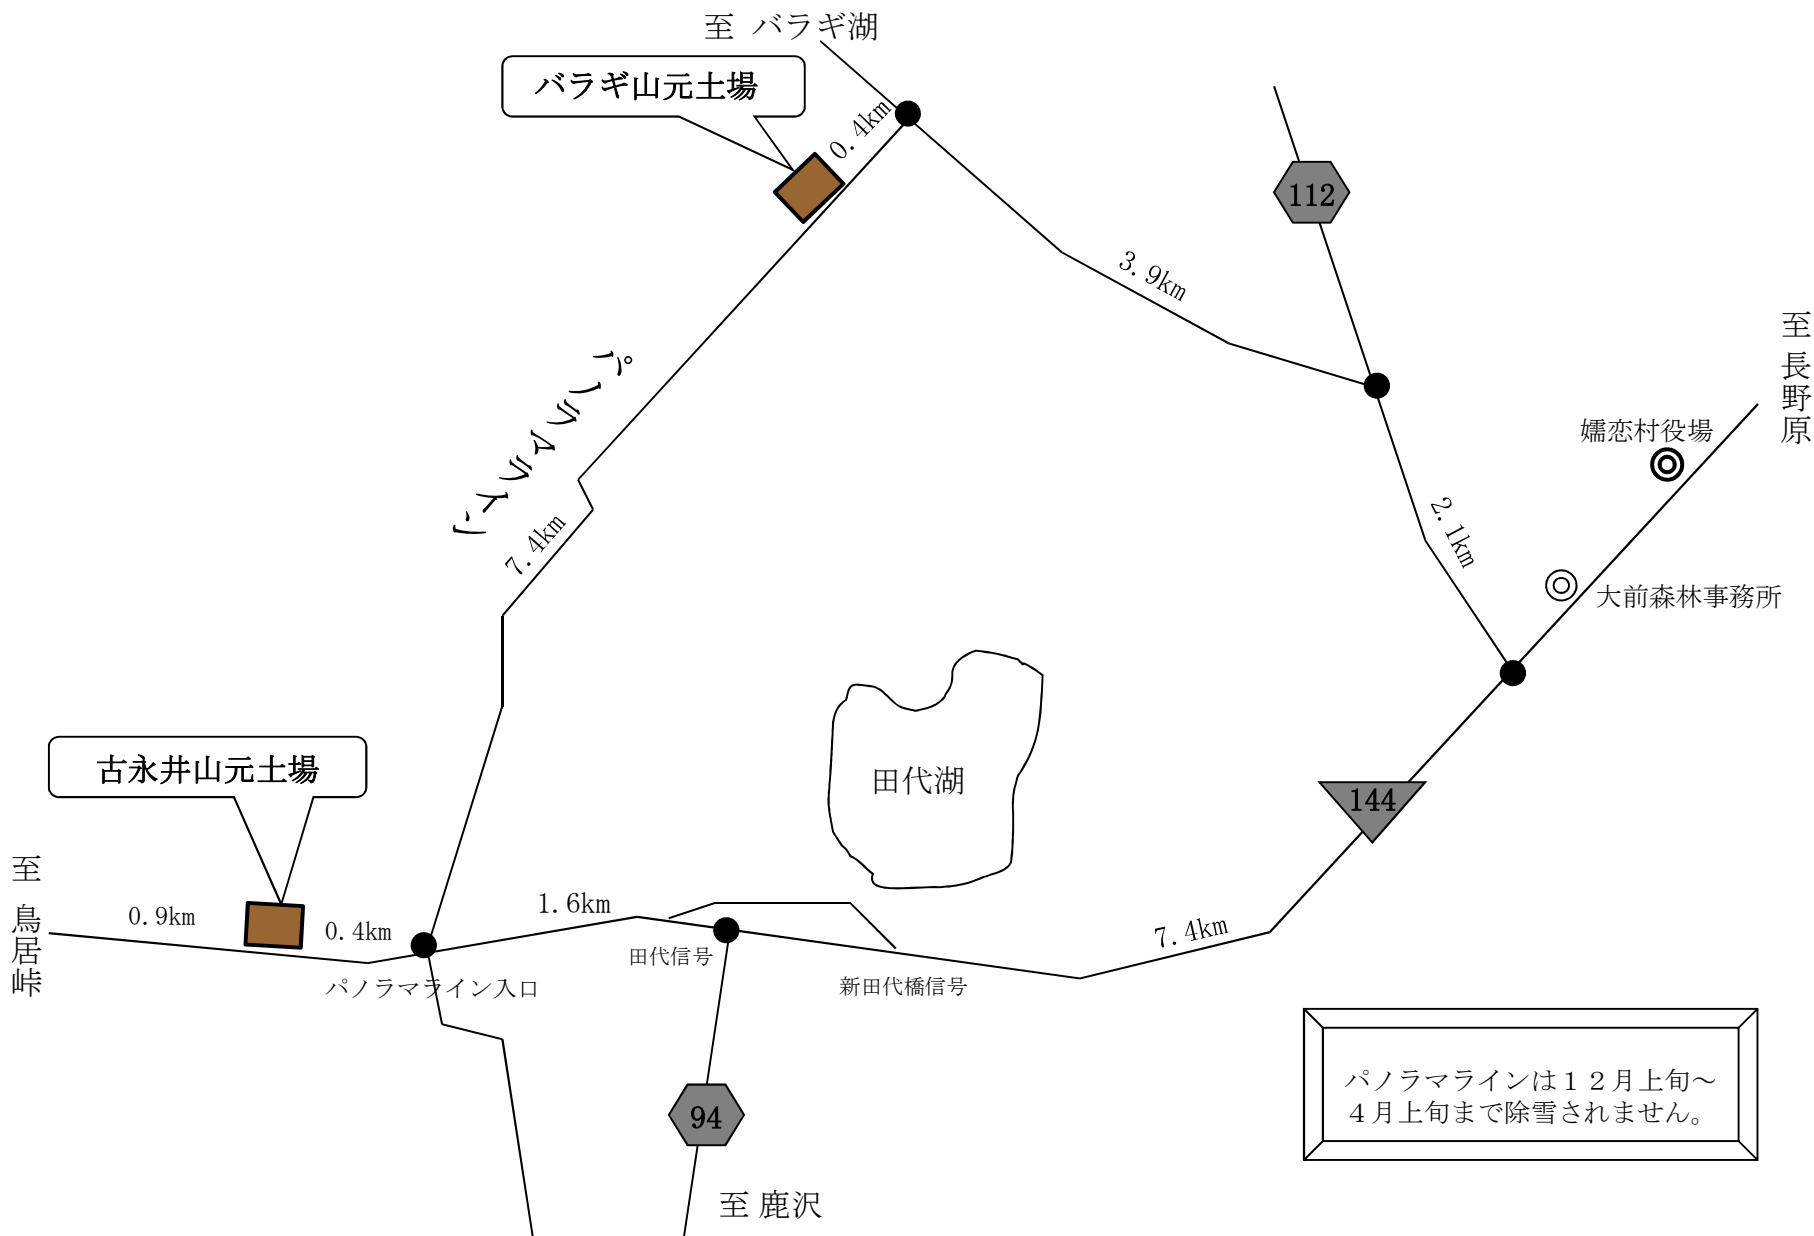 至 バラギ湖
バラギ山元土場
0.4km
112
3.9km
至 長野原
パノラマライン
嬬恋村役場
2.1km
7.4km
大前森林事務所
田代湖
古永井山元土場
144
至 鳥居峠
0.9km
0.4km
1.6km
7.4km
田代信号
パノラマライン入口
新田代橋信号
パノラマラインは12月上旬～
4月上旬まで除雪されません。
94
至 鹿沢